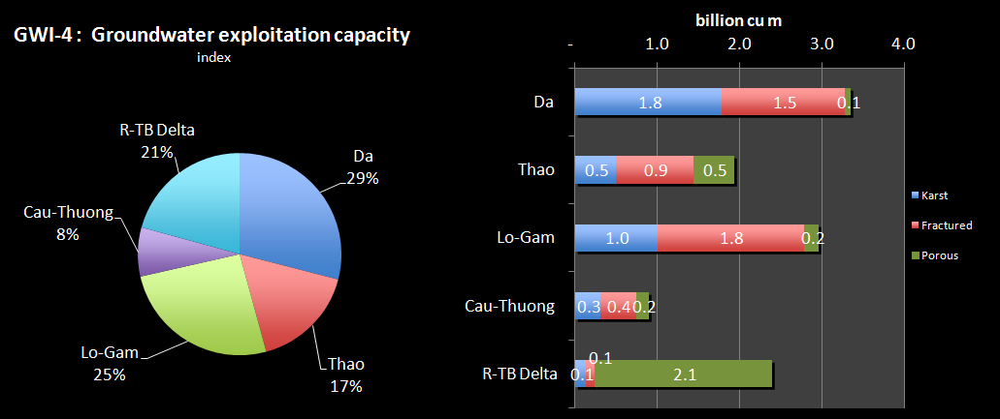 GWI-4 : Groundwater exploitation capacity
index
R-TB Delta
21%
Da
29%
Cau-Thuong
8%
Lo-Gam
25%
Thao
17%
billion cu m
- 1.0 2.0 3.0 4.0
Da 1.8 1.5 0.1
Thao 0.5 0.9 0.5
Lo-Gam 1.0 1.8 0.2
Cau-Thuong 0.3 0.4 0.2
R-TB Delta 0.1 0.1 2.1
Karst
Fractured
Porous